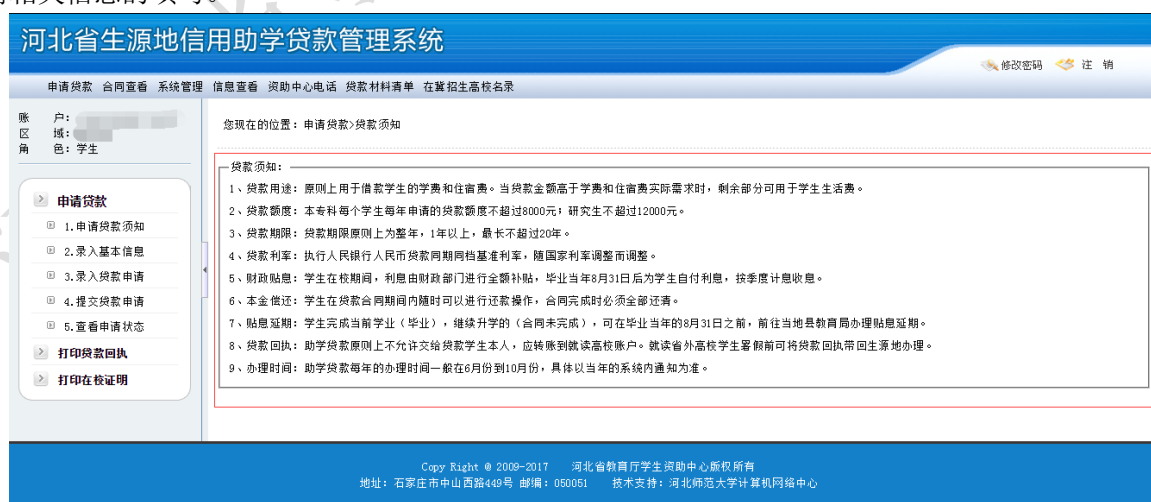 河北省生源地信用助学贷款管理系统
修改密码 注 销
申请贷款 合同查看 系统管理 信息查看 资助中心电话 贷款材料清单 在冀招生高校名录
账 户：
区 域：
角 色：学生
您现在的位置：申请贷款>贷款须知
申请贷款
1.申请贷款须知
2.录入基本信息
3.录入贷款申请
4.提交贷款申请
5.查看申请状态
打印贷款回执
打印在校证明
贷款须知：
1、贷款用途：原则上用于借款学生的学费和住宿费。当贷款金额高于学费和住宿费实际需求时，剩余部分可用于学生生活费。
2、贷款额度：本专科每个学生每年申请的贷款额度不超过8000元；研究生不超过12000元。
3、贷款期限：贷款期限原则上为整年，1年以上，最长不超过20年。
4、贷款利率：执行人民银行人民币贷款同期同档基准利率，随国家利率调整而调整。
5、财政贴息：学生在校期间，利息由财政部门进行全额补贴，毕业当年8月31日后为学生自付利息，按季度计息收息。
6、本金偿还：学生在贷款合同期间内随时可以进行还款操作，合同完成时必须全部还清。
7、贴息延期：学生完成当前学业（毕业），继续升学的（合同未完成），可在毕业当年的8月31日之前，前往当地县教育局办理贴息延期。
8、贷款回执：助学贷款原则上不允许交给贷款学生本人，应转账到就读高校账户。就读省外高校学生暑假前可将贷款回执带回生源地办理。
9、办理时间：助学贷款每年的办理时间一般在6月份到10月份，具体以当年的系统内通知为准。
Copy Right @ 2009-2017 河北省教育厅学生资助中心版权所有
地址：石家庄市中山西路449号 邮编：050051 技术支持：河北师范大学计算机网络中心